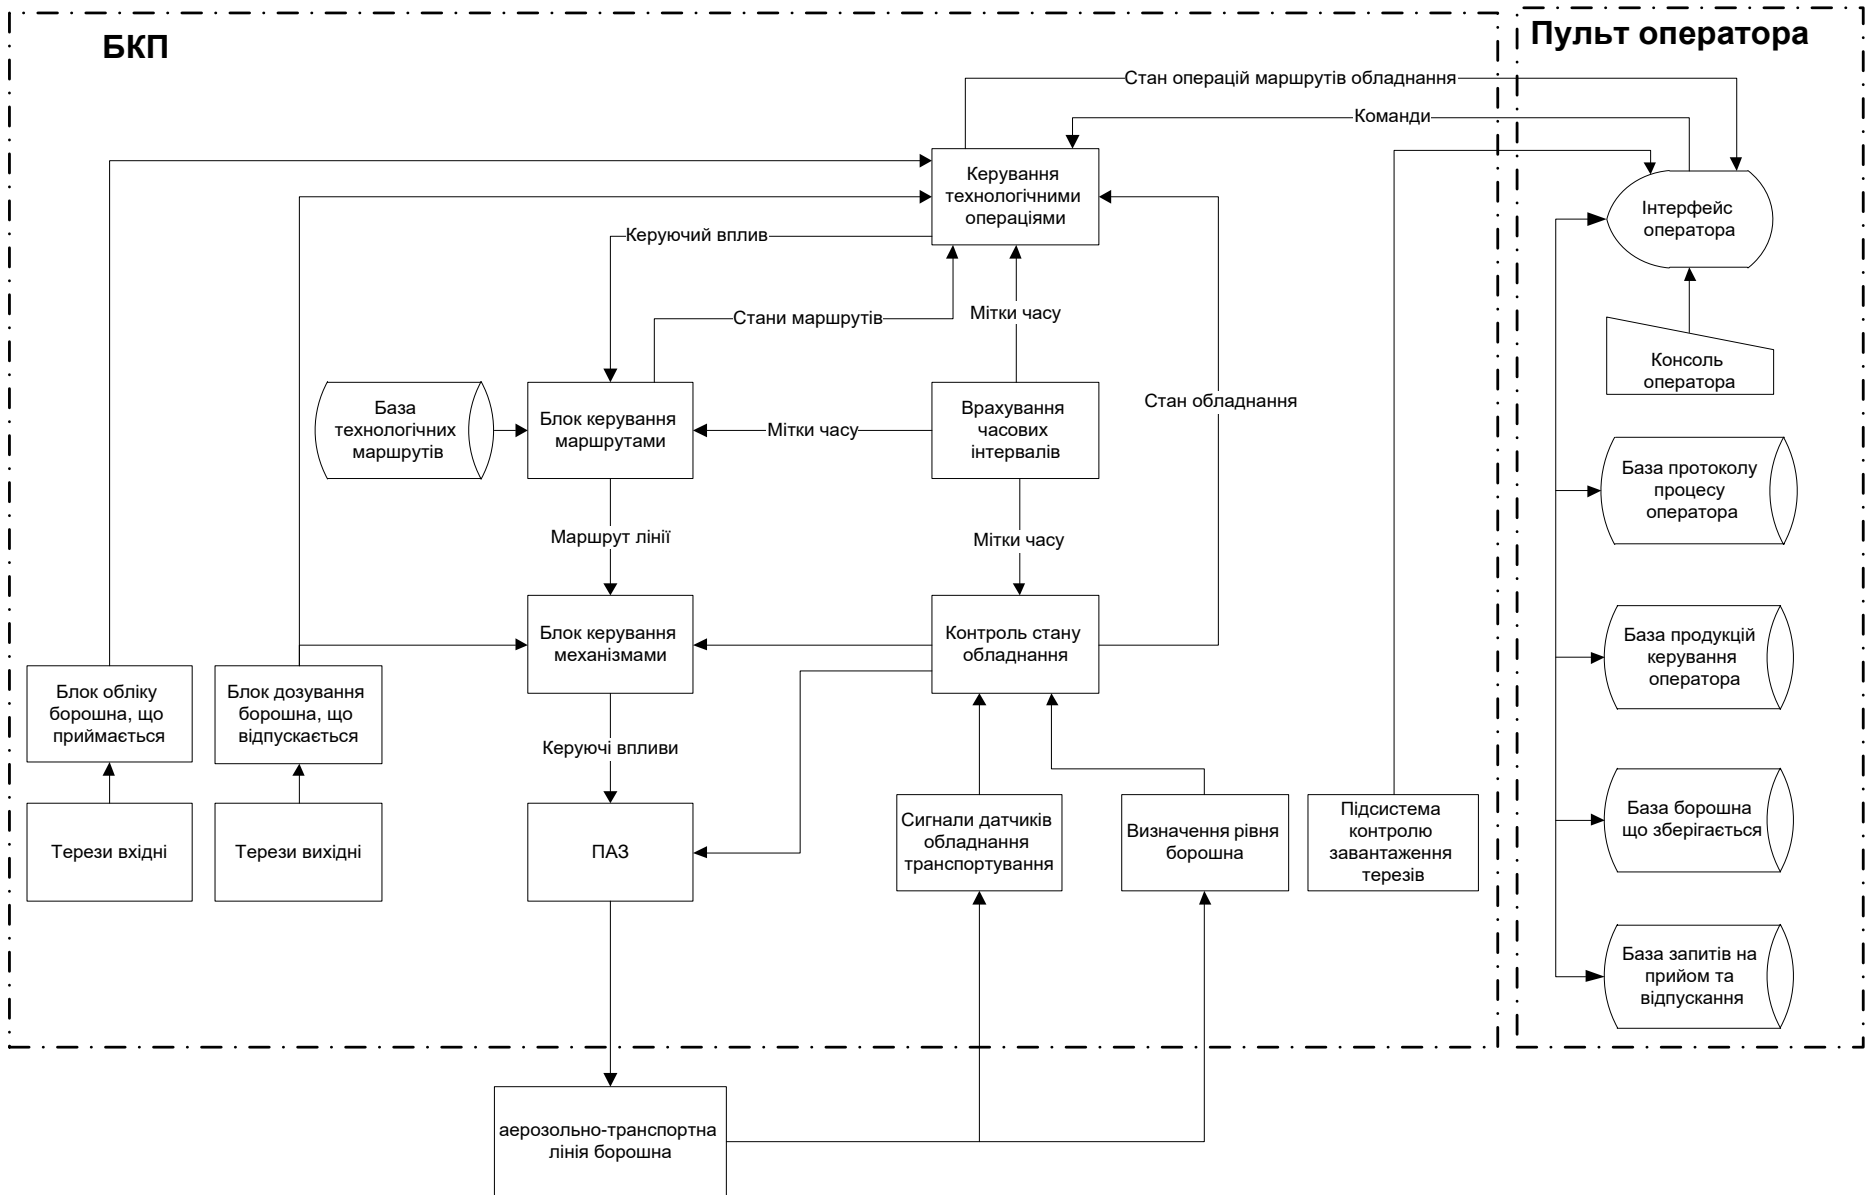 БКП
Пульт оператора
Стан операцій маршрутів обладнання
Команди
Керування
технологічними
операціями
Інтерфейс
оператора
Керуючий вплив
Стани маршрутів
Мітки часу
Консоль
оператора
База
технологічних
маршрутів
Блок керування
маршрутами
Мітки часу
Врахування
часових
інтервалів
Стан обладнання
База протоколу
процесу
оператора
Маршрут лінії
Мітки часу
Блок керування
механізмами
Контроль стану
обладнання
База продукцій
керування
оператора
Блок обліку
борошна, що
приймається
Блок дозування
борошна, що
відпускається
Керуючі впливи
Терези вхідні
Терези вихідні
ПАЗ
Сигнали датчиків
обладнання
транспортування
Визначення рівня
борошна
Підсистема
контролю
завантаження
терезів
База борошна
що зберігається
База запитів на
прийом та
відпускання
аерозольно-транспортна
лінія борошна